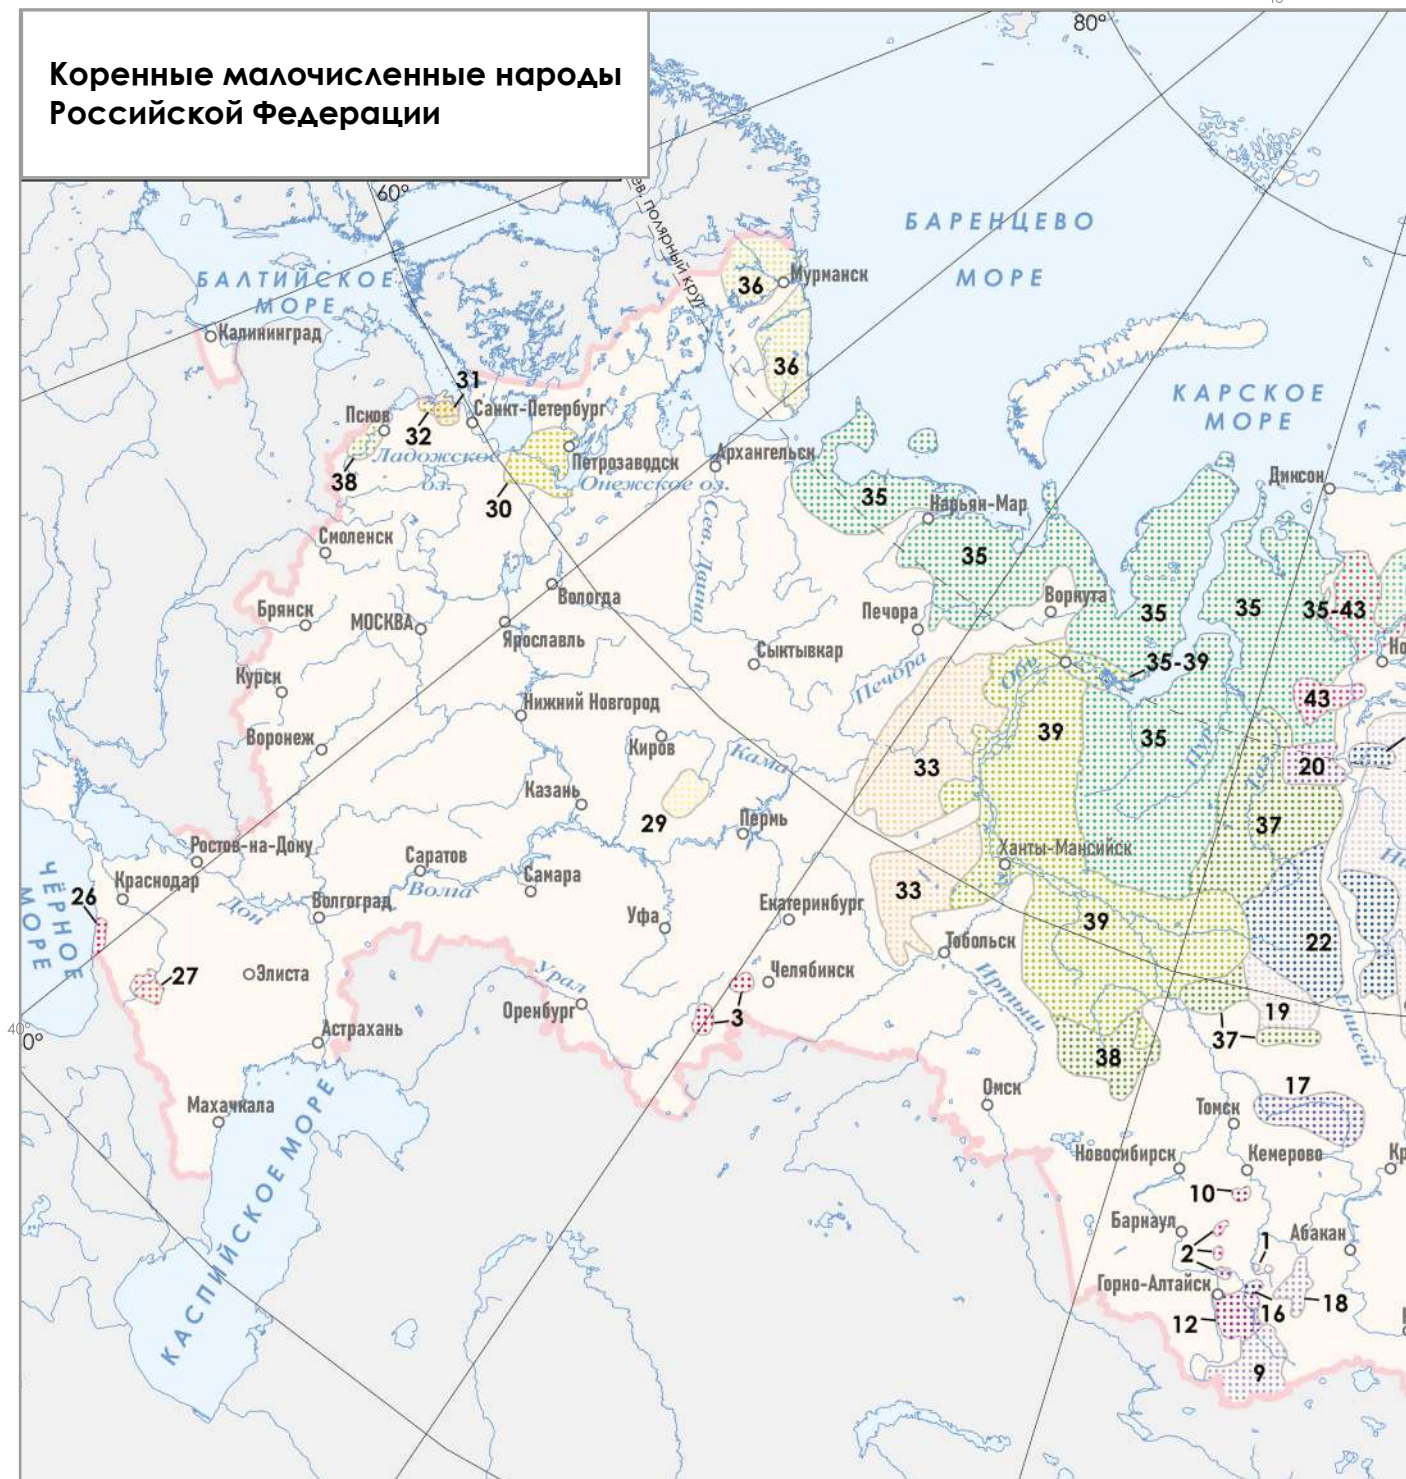 Коренные малочисленные народы
Российской Федерации
80°
60°
сев. полярный круг
БАРЕНЦЕВО
МОРЕ
БАЛТИЙСКОЕ
МОРЕ
Калининград
36
Мурманск
36
КАРСКОЕ
МОРЕ
31
Санкт-Петербург
Псков
32
Ладожское
оз.
38
Петрозаводск
Онежское оз.
30
Архангельск
Диксон
35
Нарьян-Мар
Смоленск
Сев. Двина
35
Брянск
МОСКВА
Вологда
Ярославль
Печора
Воркута
35
35
35-43
Сыктывкар
Печора
Обь
35-39
Курск
Нижний Новгород
43
Воронеж
Киров
Кама
33
39
35
Пур
Таз
20
Казань
29
Пермь
37
Ростов-на-Дону
Саратов
Волга
Самара
Ханты-Мансийск
ЧЁРНОЕ
МОРЕ
26
Краснодар
Дон
Волгоград
Уфа
Екатеринбург
33
39
22
Тобольск
27
Элиста
Урал
Челябинск
Иртыш
Оренбург
3
19
Енисей
40°
0°
Астрахань
37
38
Махачкала
КАСПИЙСКОЕ МОРЕ
Омск
17
Томск
Новосибирск
Кемерово
Кр
10
Барнаул
2
1
Абакан
Горно-Алтайск
12
16
18
9